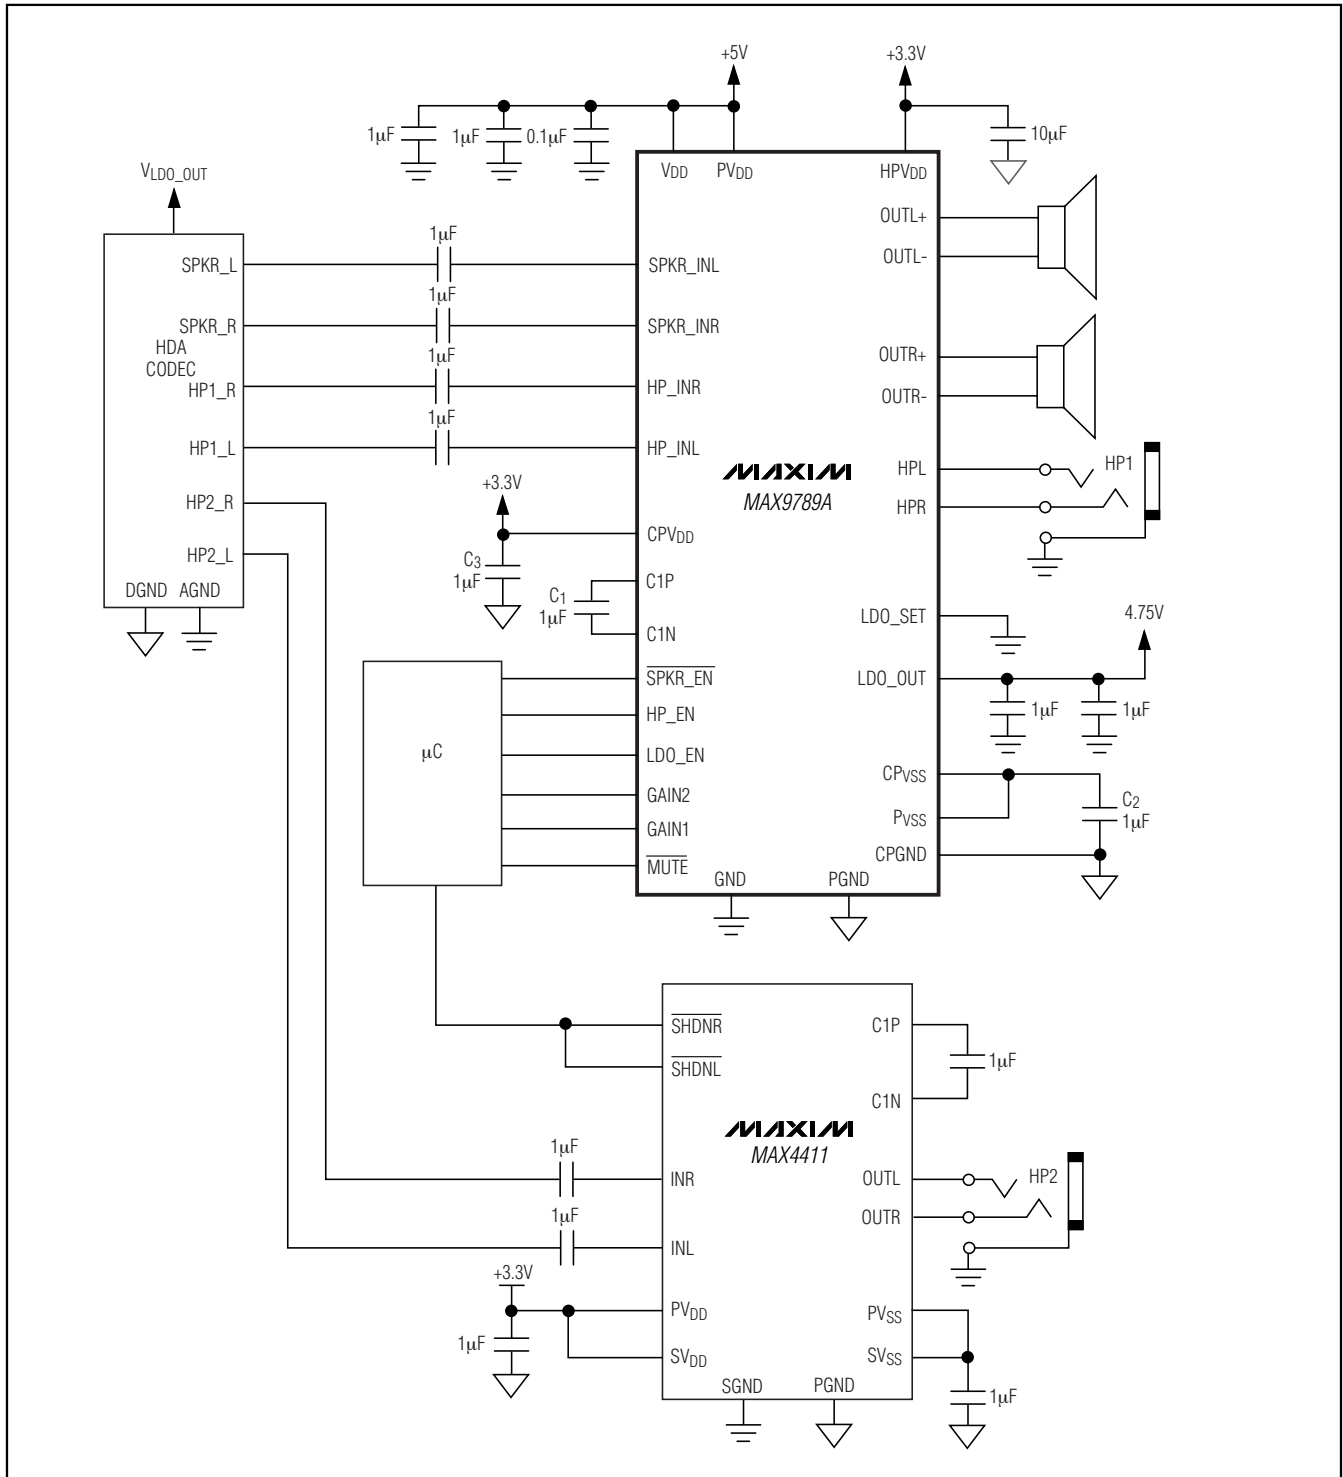 +5V
+3.3V
1µF
1µF
0.1µF
10µF
VDD
PVDD
HPVDD
VLDO_OUT
HDA
CODEC
SPKR_L
SPKR_R
HP1_R
HP1_L
HP2_R
HP2_L
DGND
AGND
1µF
1µF
1µF
1µF
SPKR_INL
SPKR_INR
HP_INR
HP_INL
+3.3V
C3
1µF
CPVDD
C1P
C1
1µF
C1N
SPKR_EN
HP_EN
LDO_EN
GAIN2
GAIN1
MUTE
µC
MAXIM
MAX9789A
OUTL+
OUTL-
OUTR+
OUTR-
HPL
HPR
HP1
LDO_SET
4.75V
LDO_OUT
1µF
1µF
CPVSS
PVSS
C2
1µF
CPGND
GND
PGND
SHDNR
SHDNL
C1P
1µF
C1N
MAXIM
MAX4411
1µF
INR
1µF
INL
OUTL
OUTR
HP2
+3.3V
1µF
PVDD
SVDD
PVSS
SVSS
1µF
SGND
PGND